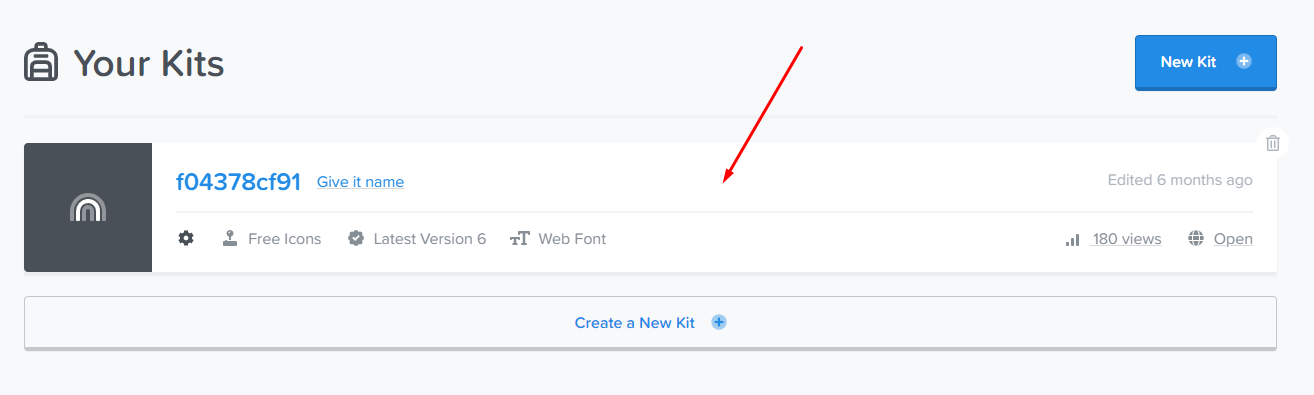 Your Kits
New Kit
f04378cf91 Give it name
Edited 6 months ago
Free Icons Latest Version 6 Web Font
180 views Open
Create a New Kit